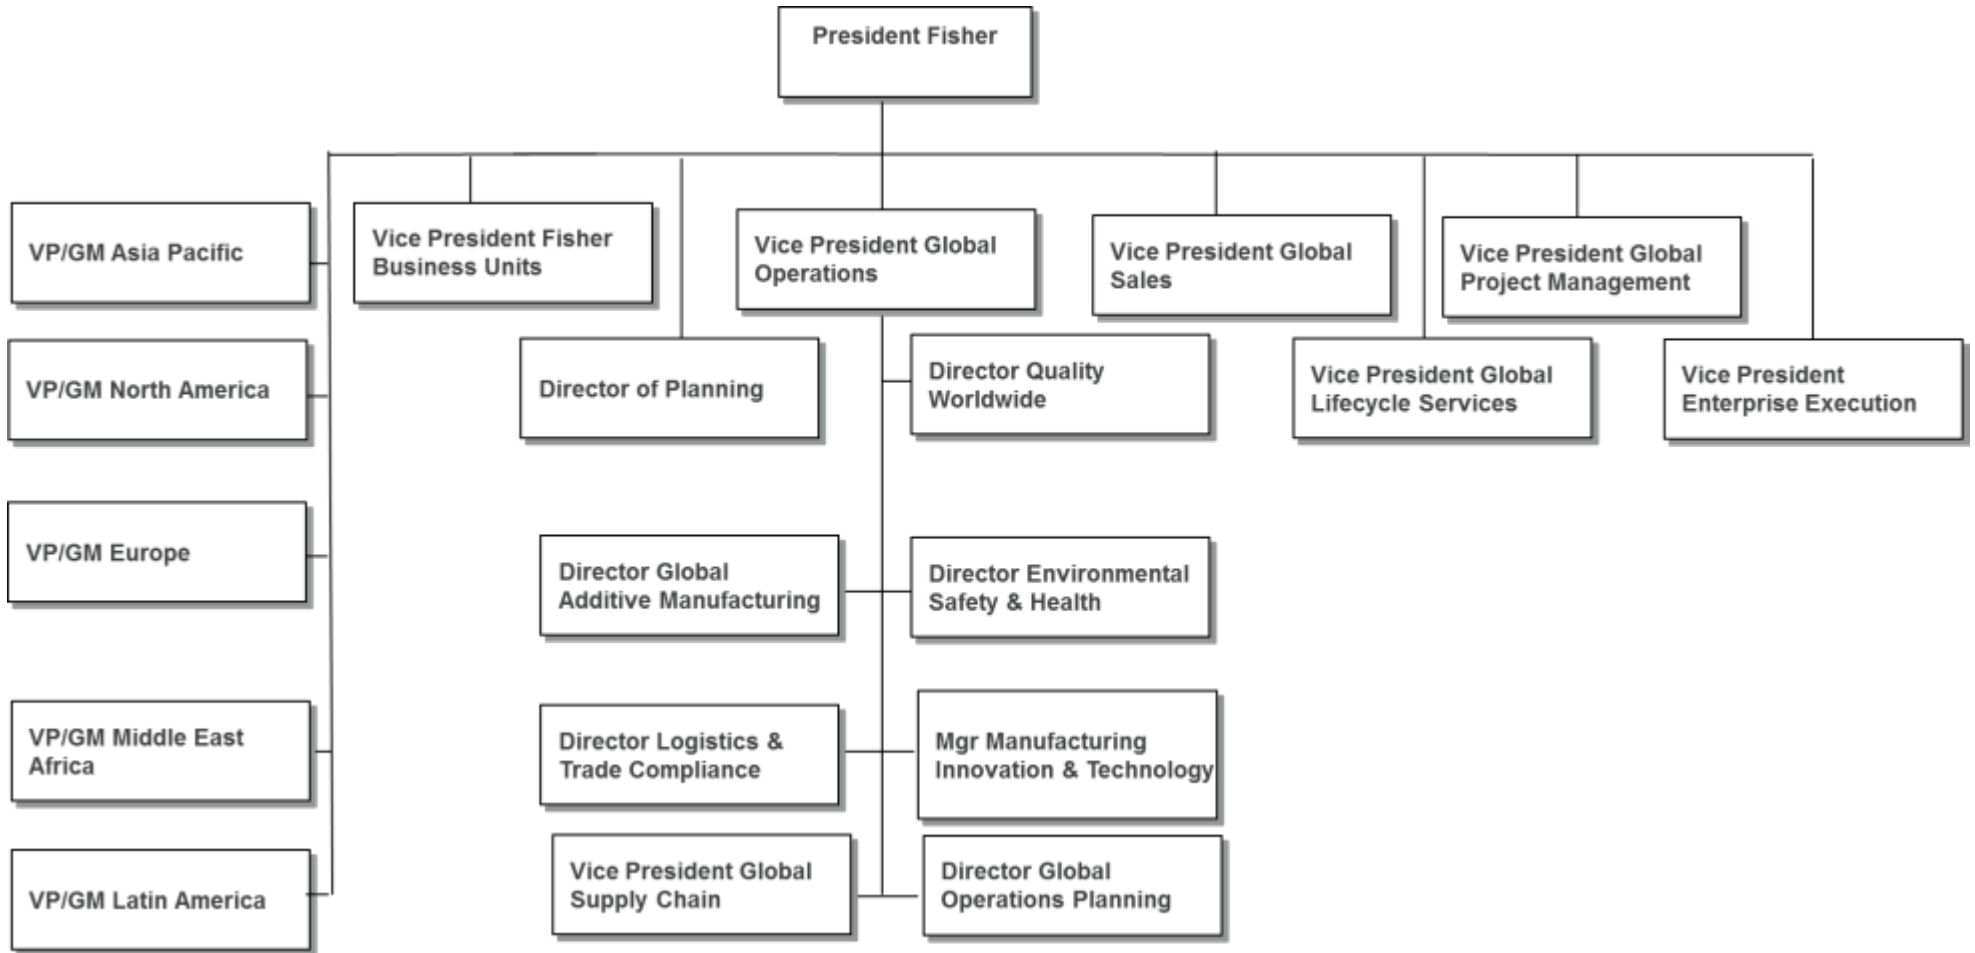 President Fisher
VP/GM Asia Pacific
Vice President Fisher
Business Units
Vice President Global
Operations
Vice President Global
Sales
Vice President Global
Project Management
VP/GM North America
Director of Planning
Director Quality
Worldwide
Vice President Global
Lifecycle Services
Vice President
Enterprise Execution
VP/GM Europe
Director Global
Additive Manufacturing
Director Environmental
Safety & Health
VP/GM Middle East
Africa
Director Logistics &
Trade Compliance
Mgr Manufacturing
Innovation & Technology
VP/GM Latin America
Vice President Global
Supply Chain
Director Global
Operations Planning